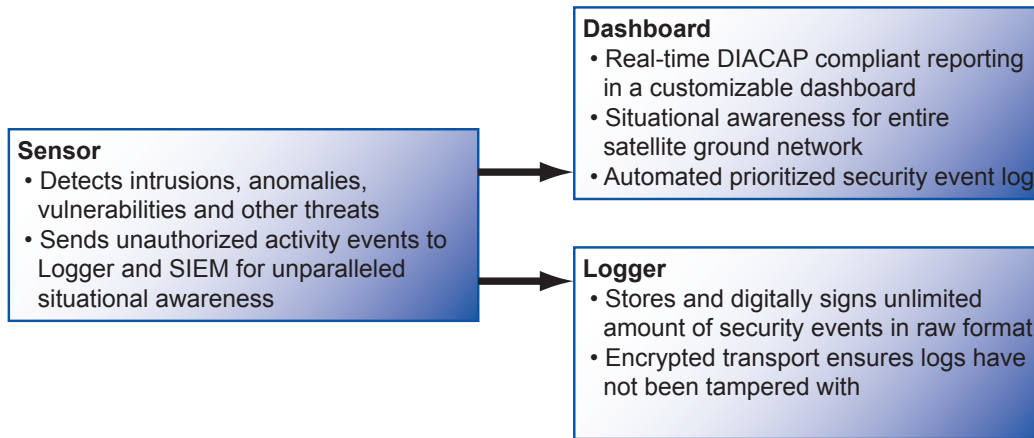 Sensor
• Detects intrusions, anomalies,
vulnerabilities and other threats
• Sends unauthorized activity events to
Logger and SIEM for unparalleled
situational awareness
Dashboard
• Real-time DIACAP compliant reporting
in a customizable dashboard
• Situational awareness for entire
satellite ground network
• Automated prioritized security event log
Logger
• Stores and digitally signs unlimited
amount of security events in raw format
• Encrypted transport ensures logs have
not been tampered with